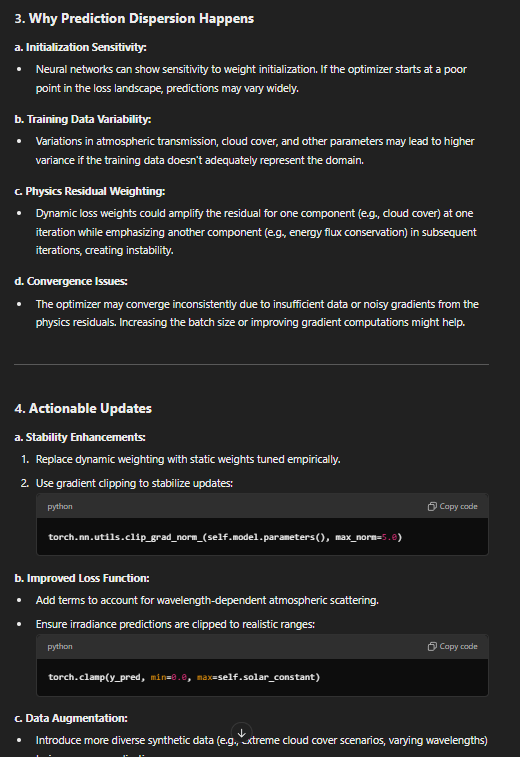 3. Why Prediction Dispersion Happens
a. Initialization Sensitivity:
• Neural networks can show sensitivity to weight initialization. If the optimizer starts at a poor
point in the loss landscape, predictions may vary widely.
b. Training Data Variability:
• Variations in atmospheric transmission, cloud cover, and other parameters may lead to higher
variance if the training data doesn't adequately represent the domain.
c. Physics Residual Weighting:
• Dynamic loss weights could amplify the residual for one component (e.g., cloud cover) at one
iteration while emphasizing another component (e.g., energy flux conservation) in subsequent
iterations, creating instability.
d. Convergence Issues:
• The optimizer may converge inconsistently due to insufficient data or noisy gradients from the
physics residuals. Increasing the batch size or improving gradient computations might help.
4. Actionable Updates
a. Stability Enhancements:
1. Replace dynamic weighting with static weights tuned empirically.
2. Use gradient clipping to stabilize updates:
python Copy code
torch.nn.utils.clip_grad_norm_(self.model.parameters(), max_norm=5.0)
b. Improved Loss Function:
• Add terms to account for wavelength-dependent atmospheric scattering.
• Ensure irradiance predictions are clipped to realistic ranges:
python Copy code
torch.clamp(y_pred, min=0.0, max=self.solar_constant)
c. Data Augmentation:
• Introduce more diverse synthetic data (e.g., extreme cloud cover scenarios, varying wavelengths)